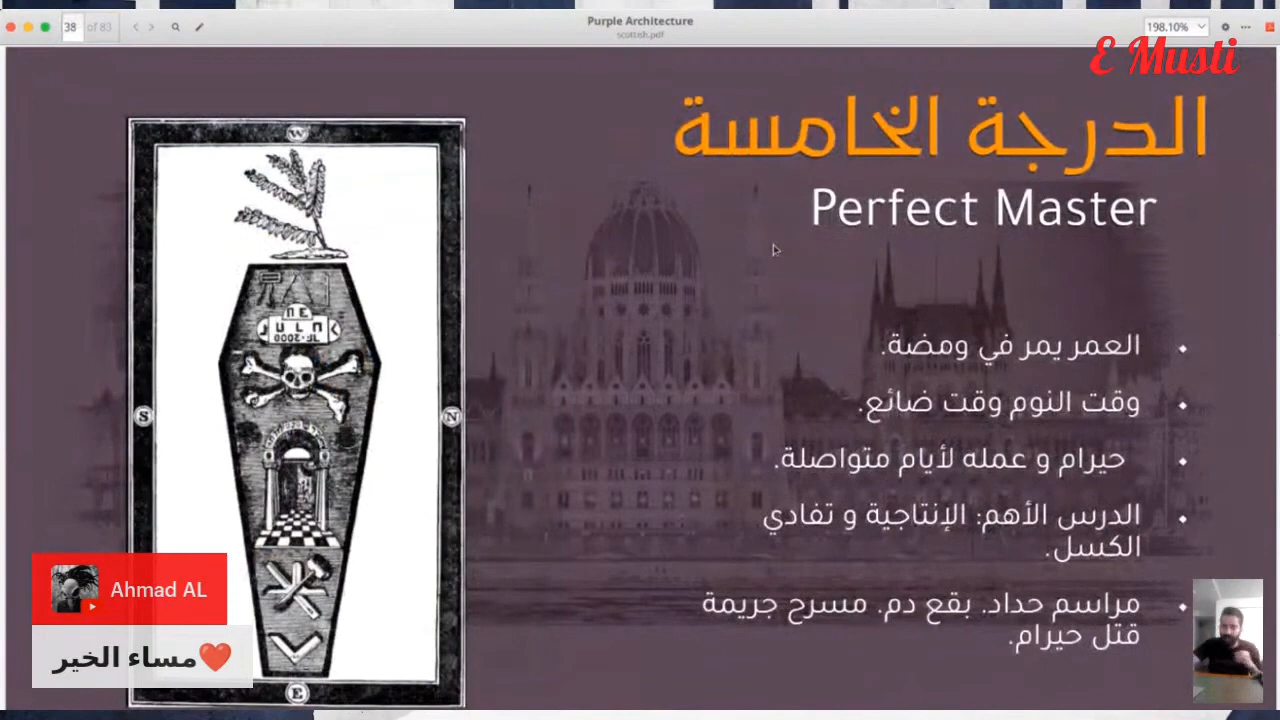 38 of 83
Purple Architecture
scottish.pdf
198.10%
E Musti
الدرجة الخامسة
Perfect Master
العمر يمر في ومضة.
وقت النوم وقت ضائع.
حيرام و عمله لأيام متواصلة.
الدرس الأهم: الإنتاجية و تفادي
الكسل.
مراسم حداد. بقع دم. مسرح جريمة
قتل حيرام.
W
S
N
E
Ahmad AL
مساء الخير❤️